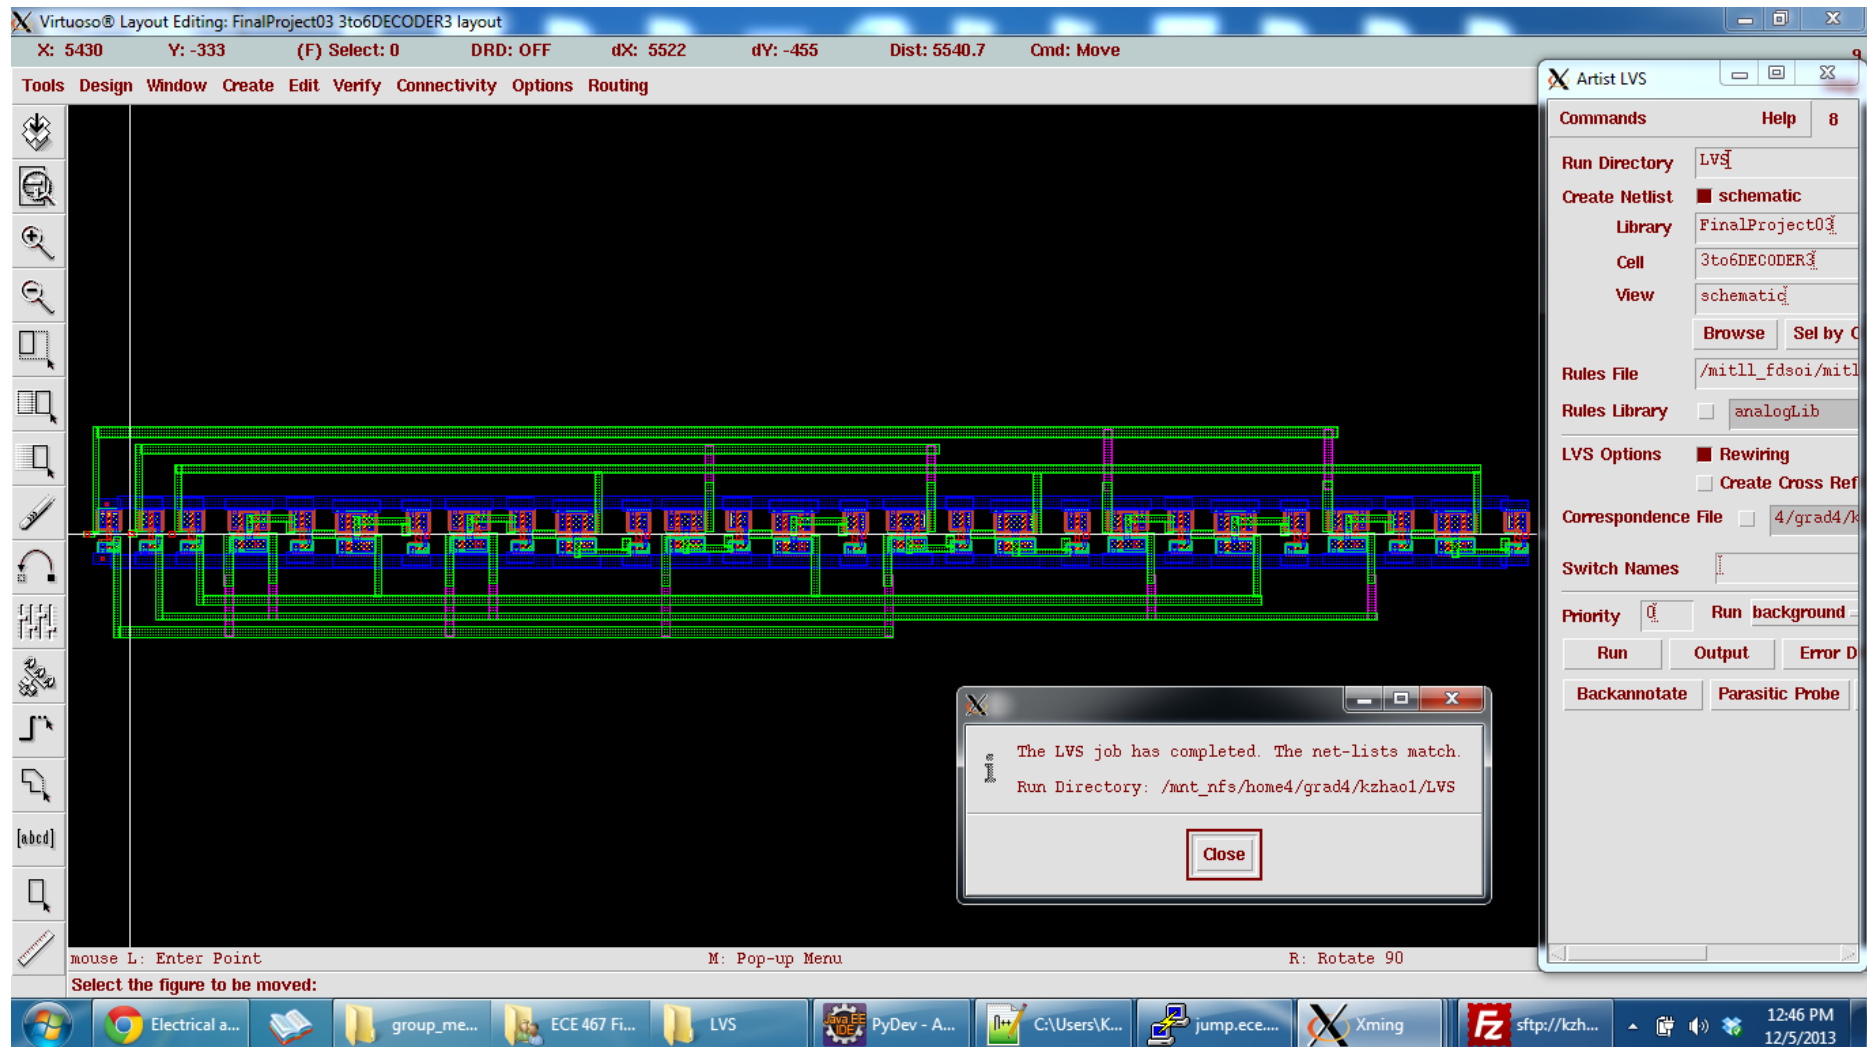 Virtuoso® Layout Editing: FinalProject03 3to6DECODER3 layout
X: 5430 Y: -333 (F) Select: 0 DRD: OFF dX: 5522 dY: -455 Dist: 5540.7 Cmd: Move
Tools Design Window Create Edit Verify Connectivity Options Routing
[abcd]
Artist LVS
Commands Help 8
Run Directory LVS
Create Netlist schematic
Library FinalProject03
Cell 3to6DECODER3
View schematic
Browse Sel by C
Rules File /mitll_fdsoi/mitl
Rules Library analogLib
LVS Options Rewiring
Create Cross Ref
Correspondence File 4/grad4/k
Switch Names
Priority 0 Run background
Run Output Error D
Backannotate Parasitic Probe
The LVS job has completed. The net-lists match.
Run Directory: /mnt_nfs/home4/grad4/kzhao1/LVS
Close
mouse L: Enter Point M: Pop-up Menu R: Rotate 90
Select the figure to be moved:
Electrical a... group_me... ECE 467 Fi... LVS PyDev - A... C:\Users\K... jump.ece.... Xming sftp://kzh... 12:46 PM
12/5/2013